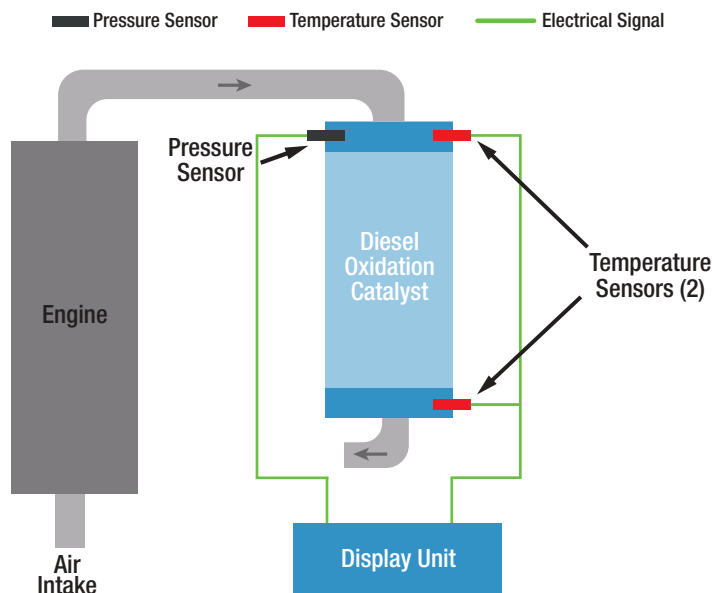 Pressure Sensor
Temperature Sensor
Electrical Signal
Pressure
Sensor
Diesel
Oxidation
Catalyst
Temperature
Sensors (2)
Engine
Air
Intake
Display Unit